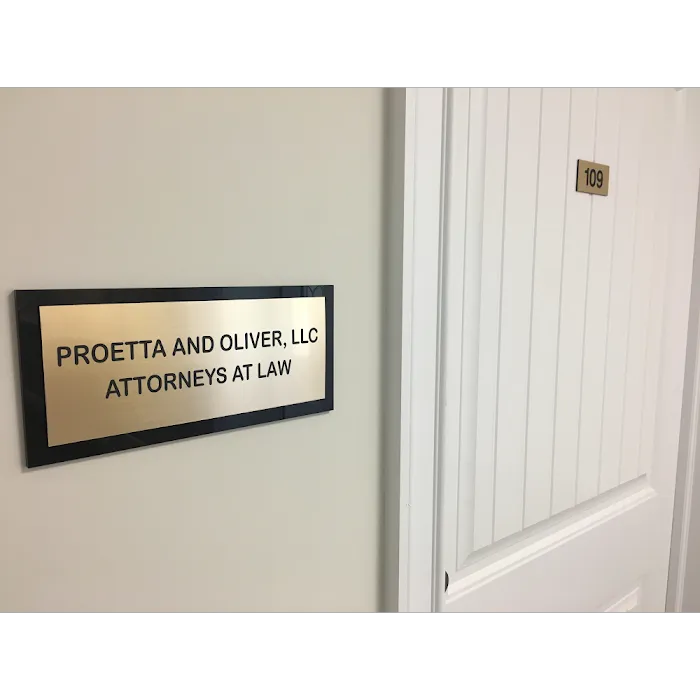 PROETTA AND OLIVER, LLC
ATTORNEYS AT LAW
109